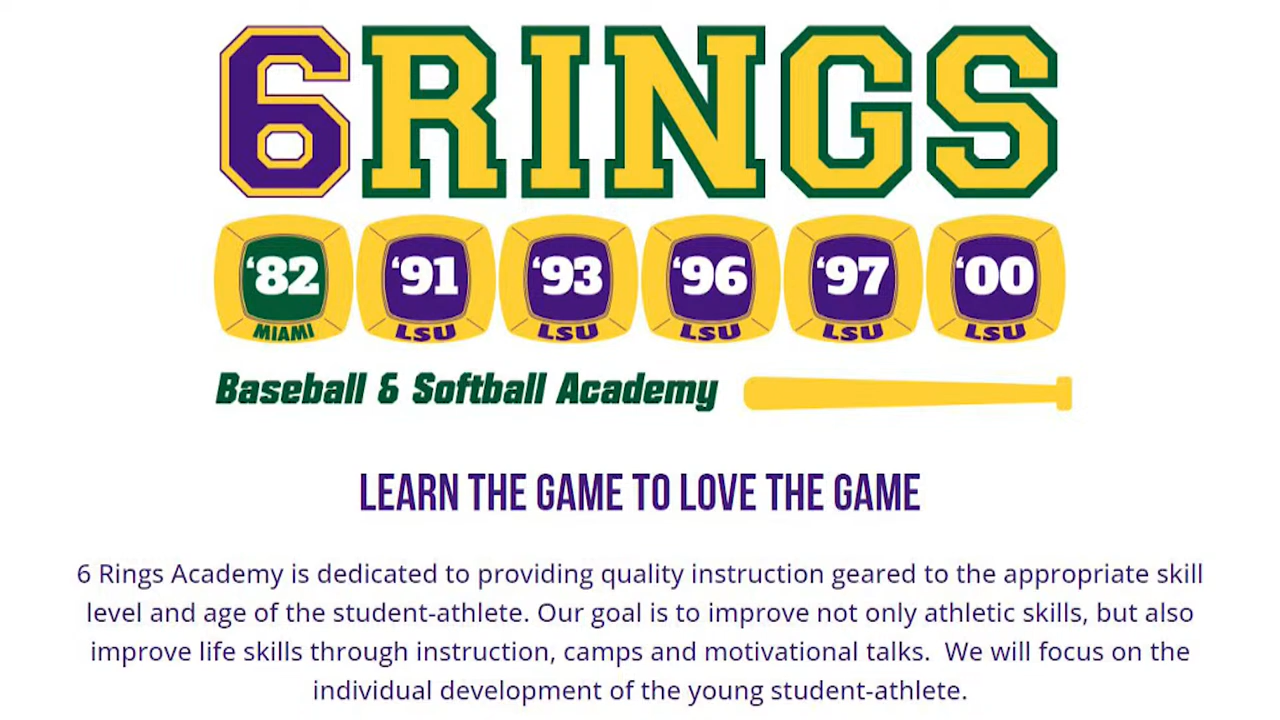 6RINGS
‘82 ‘91 ‘93 ‘96 ‘97 ‘00
MIAMI LSU LSU LSU LSU LSU
Baseball & Softball Academy
LEARN THE GAME TO LOVE THE GAME
6 Rings Academy is dedicated to providing quality instruction geared to the appropriate skill
level and age of the student-athlete. Our goal is to improve not only athletic skills, but also
improve life skills through instruction, camps and motivational talks.  We will focus on the
individual development of the young student-athlete.